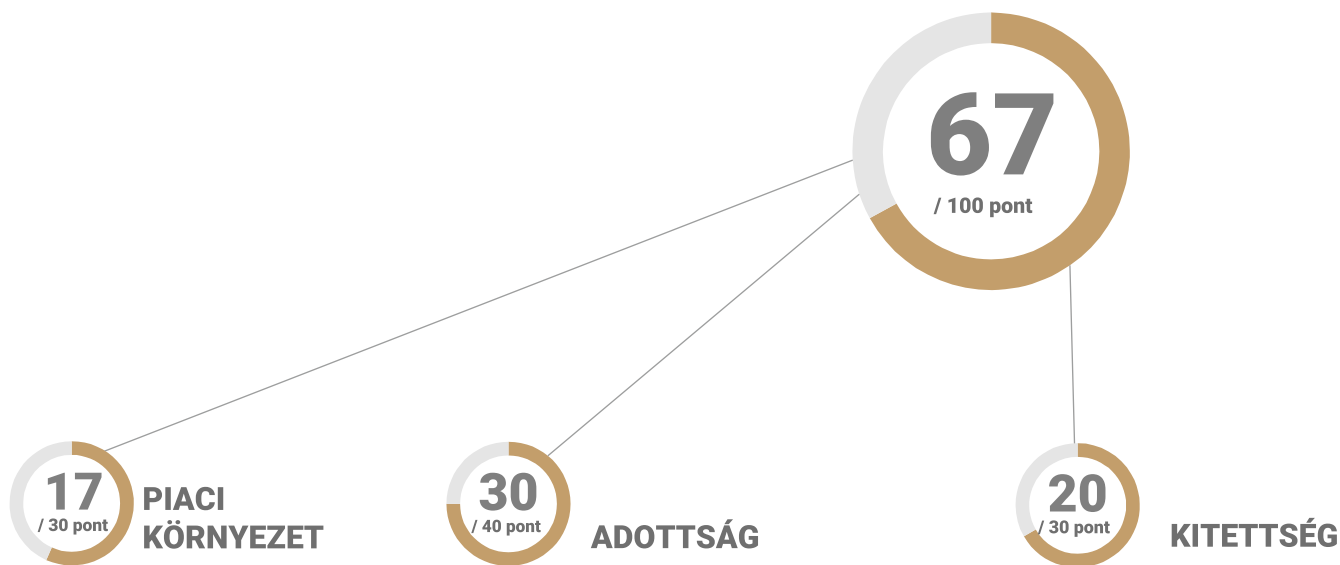 67
/ 100 pont
17
/ 30 pont
PIACI
KÖRNYEZET
30
/ 40 pont
ADOTTSÁG
20
/ 30 pont
KITETTSÉG